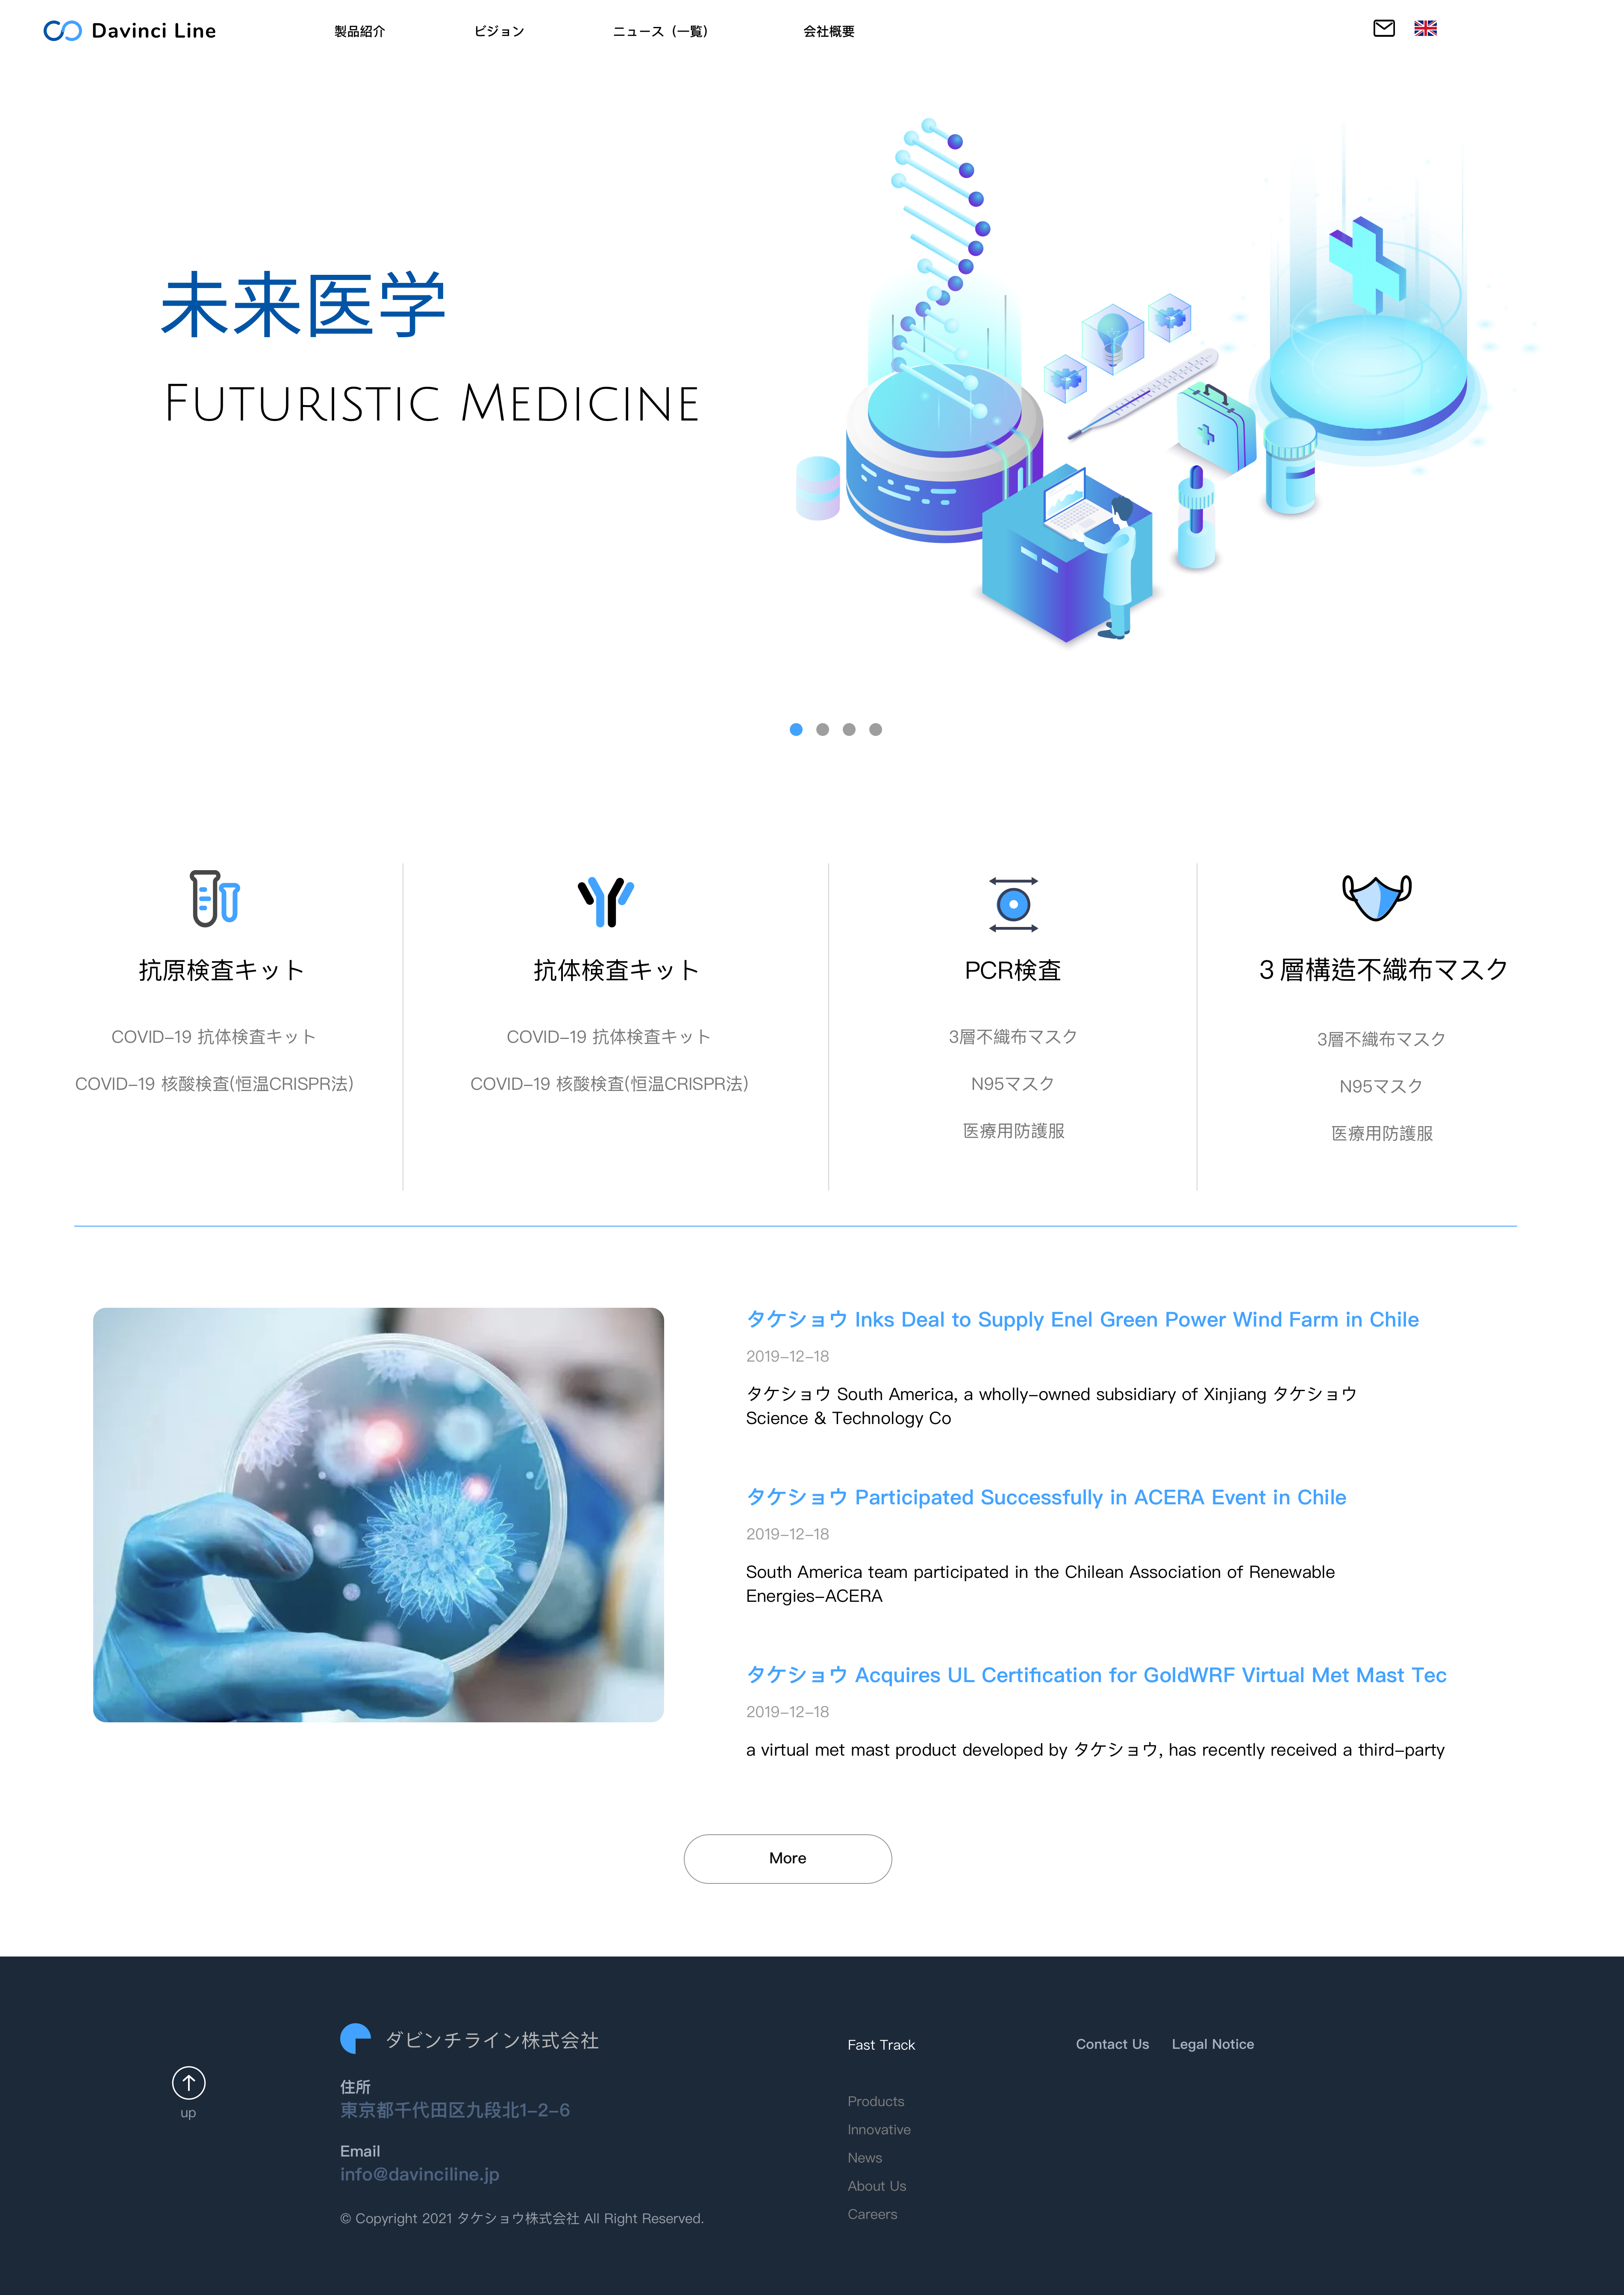 Davinci Line
製品紹介
ビジョン
ニュース（一覧）
会社概要
未来医学
Futuristic Medicine
抗原検査キット
COVID-19 抗体検査キット
COVID-19 核酸検査(恒温CRISPR法)
抗体検査キット
COVID-19 抗体検査キット
COVID-19 核酸検査(恒温CRISPR法)
PCR検査
3層不織布マスク
N95マスク
医療用防護服
３層構造不織布マスク
3層不織布マスク
N95マスク
医療用防護服
タケショウ Inks Deal to Supply Enel Green Power Wind Farm in Chile
2019-12-18
タケショウ South America, a wholly-owned subsidiary of Xinjiang タケショウ
Science & Technology Co
タケショウ Participated Successfully in ACERA Event in Chile
2019-12-18
South America team participated in the Chilean Association of Renewable
Energies-ACERA
タケショウ Acquires UL Certification for GoldWRF Virtual Met Mast Tec
2019-12-18
a virtual met mast product developed by タケショウ, has recently received a third-party
More
up
ダビンチライン株式会社
住所
東京都千代田区九段北1-2-6
Email
info@davinciline.jp
© Copyright 2021 タケショウ株式会社 All Right Reserved.
Fast Track
Products
Innovative
News
About Us
Careers
Contact Us
Legal Notice